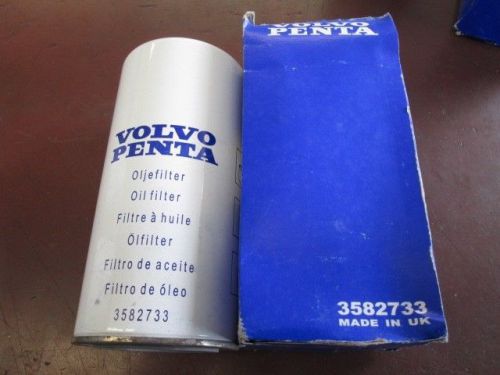 VOLVO
PENTA
Oljefilter
Oil filter
Filtre à huile
Ölfilter
Filtro de aceite
Filtro de óleo
3582733
VOLVO
PENTA
3582733
MADE IN UK